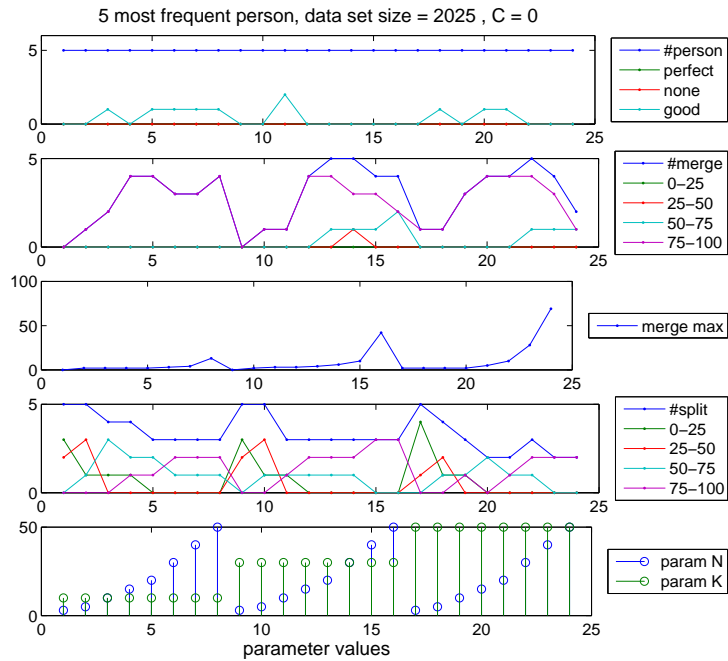 5 most frequent person, data set size = 2025 , C = 0
5
0
0 5 10 15 20 25
#person
perfect
none
good
5
0
0 5 10 15 20 25
#merge
0−25
25−50
50−75
75−100
100
50
0
0 5 10 15 20 25
merge max
5
0
0 5 10 15 20 25
#split
0−25
25−50
50−75
75−100
50
0
0 5 10 15 20 25
param N
param K
parameter values